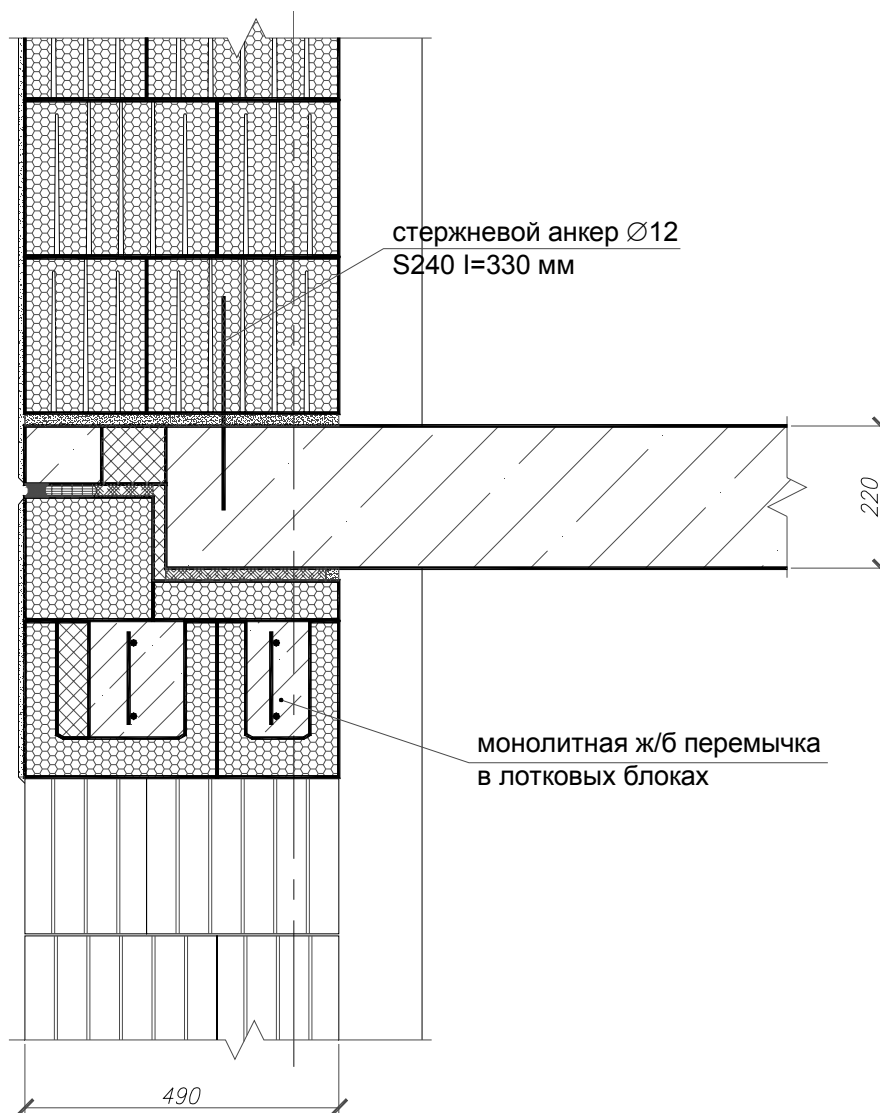 стержневой анкер ∅12
S240 l=330 мм
220
монолитная ж/б перемычка
в лотковых блоках
490